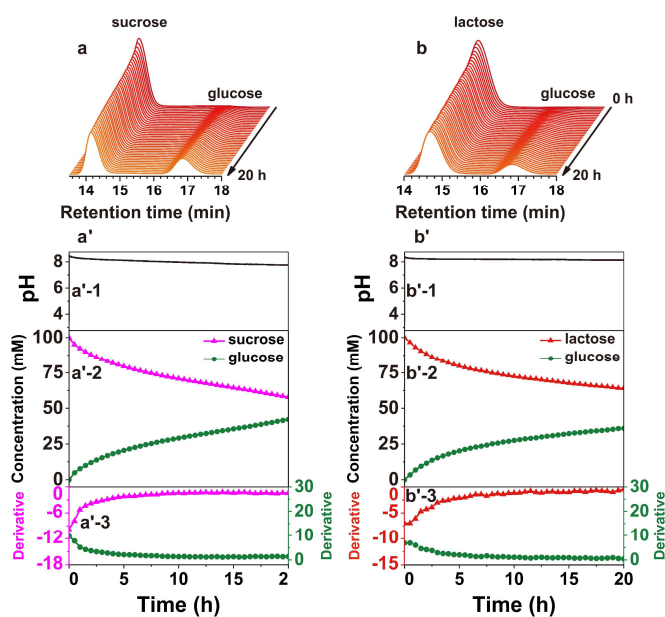 sucrose
a
glucose
20 h
14 15 16 17 18
Retention time (min)
lactose
b
glucose
0 h
20 h
14 15 16 17 18
Retention time (min)
a'
pH
8
6
4
a'-1
Concentration (mM)
100
75
50
25
0
a'-2
sucrose
glucose
Derivative
0
-6
-12
-18
a'-3
30
20
10
0
Derivative
0 5 10 15 2
Time (h)
b'
pH
8
6
4
b'-1
Concentration (mM)
100
75
50
25
0
b'-2
lactose
glucose
Derivative
0
-5
-10
-15
b'-3
30
20
10
0
Derivative
0 5 10 15 20
Time (h)